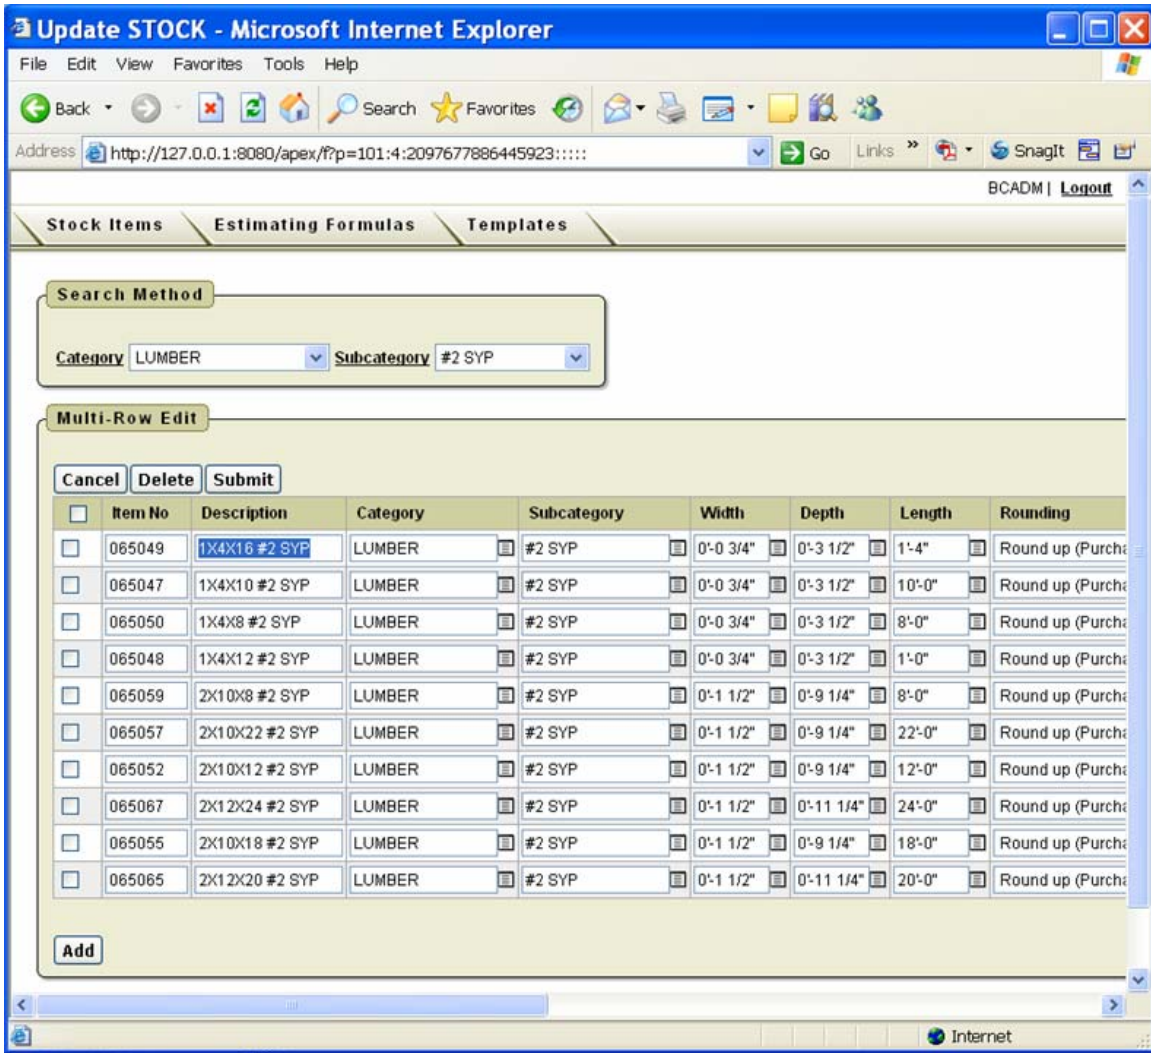 Update STOCK - Microsoft Internet Explorer
File Edit View Favorites Tools Help
Back Search Favorites
Address http://127.0.0.1:8080/apex/f?p=101:4:2097677886445923::::: Go Links » SnagIt
BCADM | Logout
Stock Items Estimating Formulas Templates
Search Method
Category LUMBER Subcategory #2 SYP
Multi-Row Edit
Cancel Delete Submit
Item No Description Category Subcategory Width Depth Length Rounding
065049 1X4X16 #2 SYP LUMBER #2 SYP 0'-0 3/4" 0'-3 1/2" 1'-4" Round up (Purcha
065047 1X4X10 #2 SYP LUMBER #2 SYP 0'-0 3/4" 0'-3 1/2" 10'-0" Round up (Purcha
065050 1X4X8 #2 SYP LUMBER #2 SYP 0'-0 3/4" 0'-3 1/2" 8'-0" Round up (Purcha
065048 1X4X12 #2 SYP LUMBER #2 SYP 0'-0 3/4" 0'-3 1/2" 1'-0" Round up (Purcha
065059 2X10X8 #2 SYP LUMBER #2 SYP 0'-1 1/2" 0'-9 1/4" 8'-0" Round up (Purcha
065057 2X10X22 #2 SYP LUMBER #2 SYP 0'-1 1/2" 0'-9 1/4" 22'-0" Round up (Purcha
065052 2X10X12 #2 SYP LUMBER #2 SYP 0'-1 1/2" 0'-9 1/4" 12'-0" Round up (Purcha
065067 2X12X24 #2 SYP LUMBER #2 SYP 0'-1 1/2" 0'-11 1/4" 24'-0" Round up (Purcha
065055 2X10X18 #2 SYP LUMBER #2 SYP 0'-1 1/2" 0'-9 1/4" 18'-0" Round up (Purcha
065065 2X12X20 #2 SYP LUMBER #2 SYP 0'-1 1/2" 0'-11 1/4" 20'-0" Round up (Purcha
Add
Internet